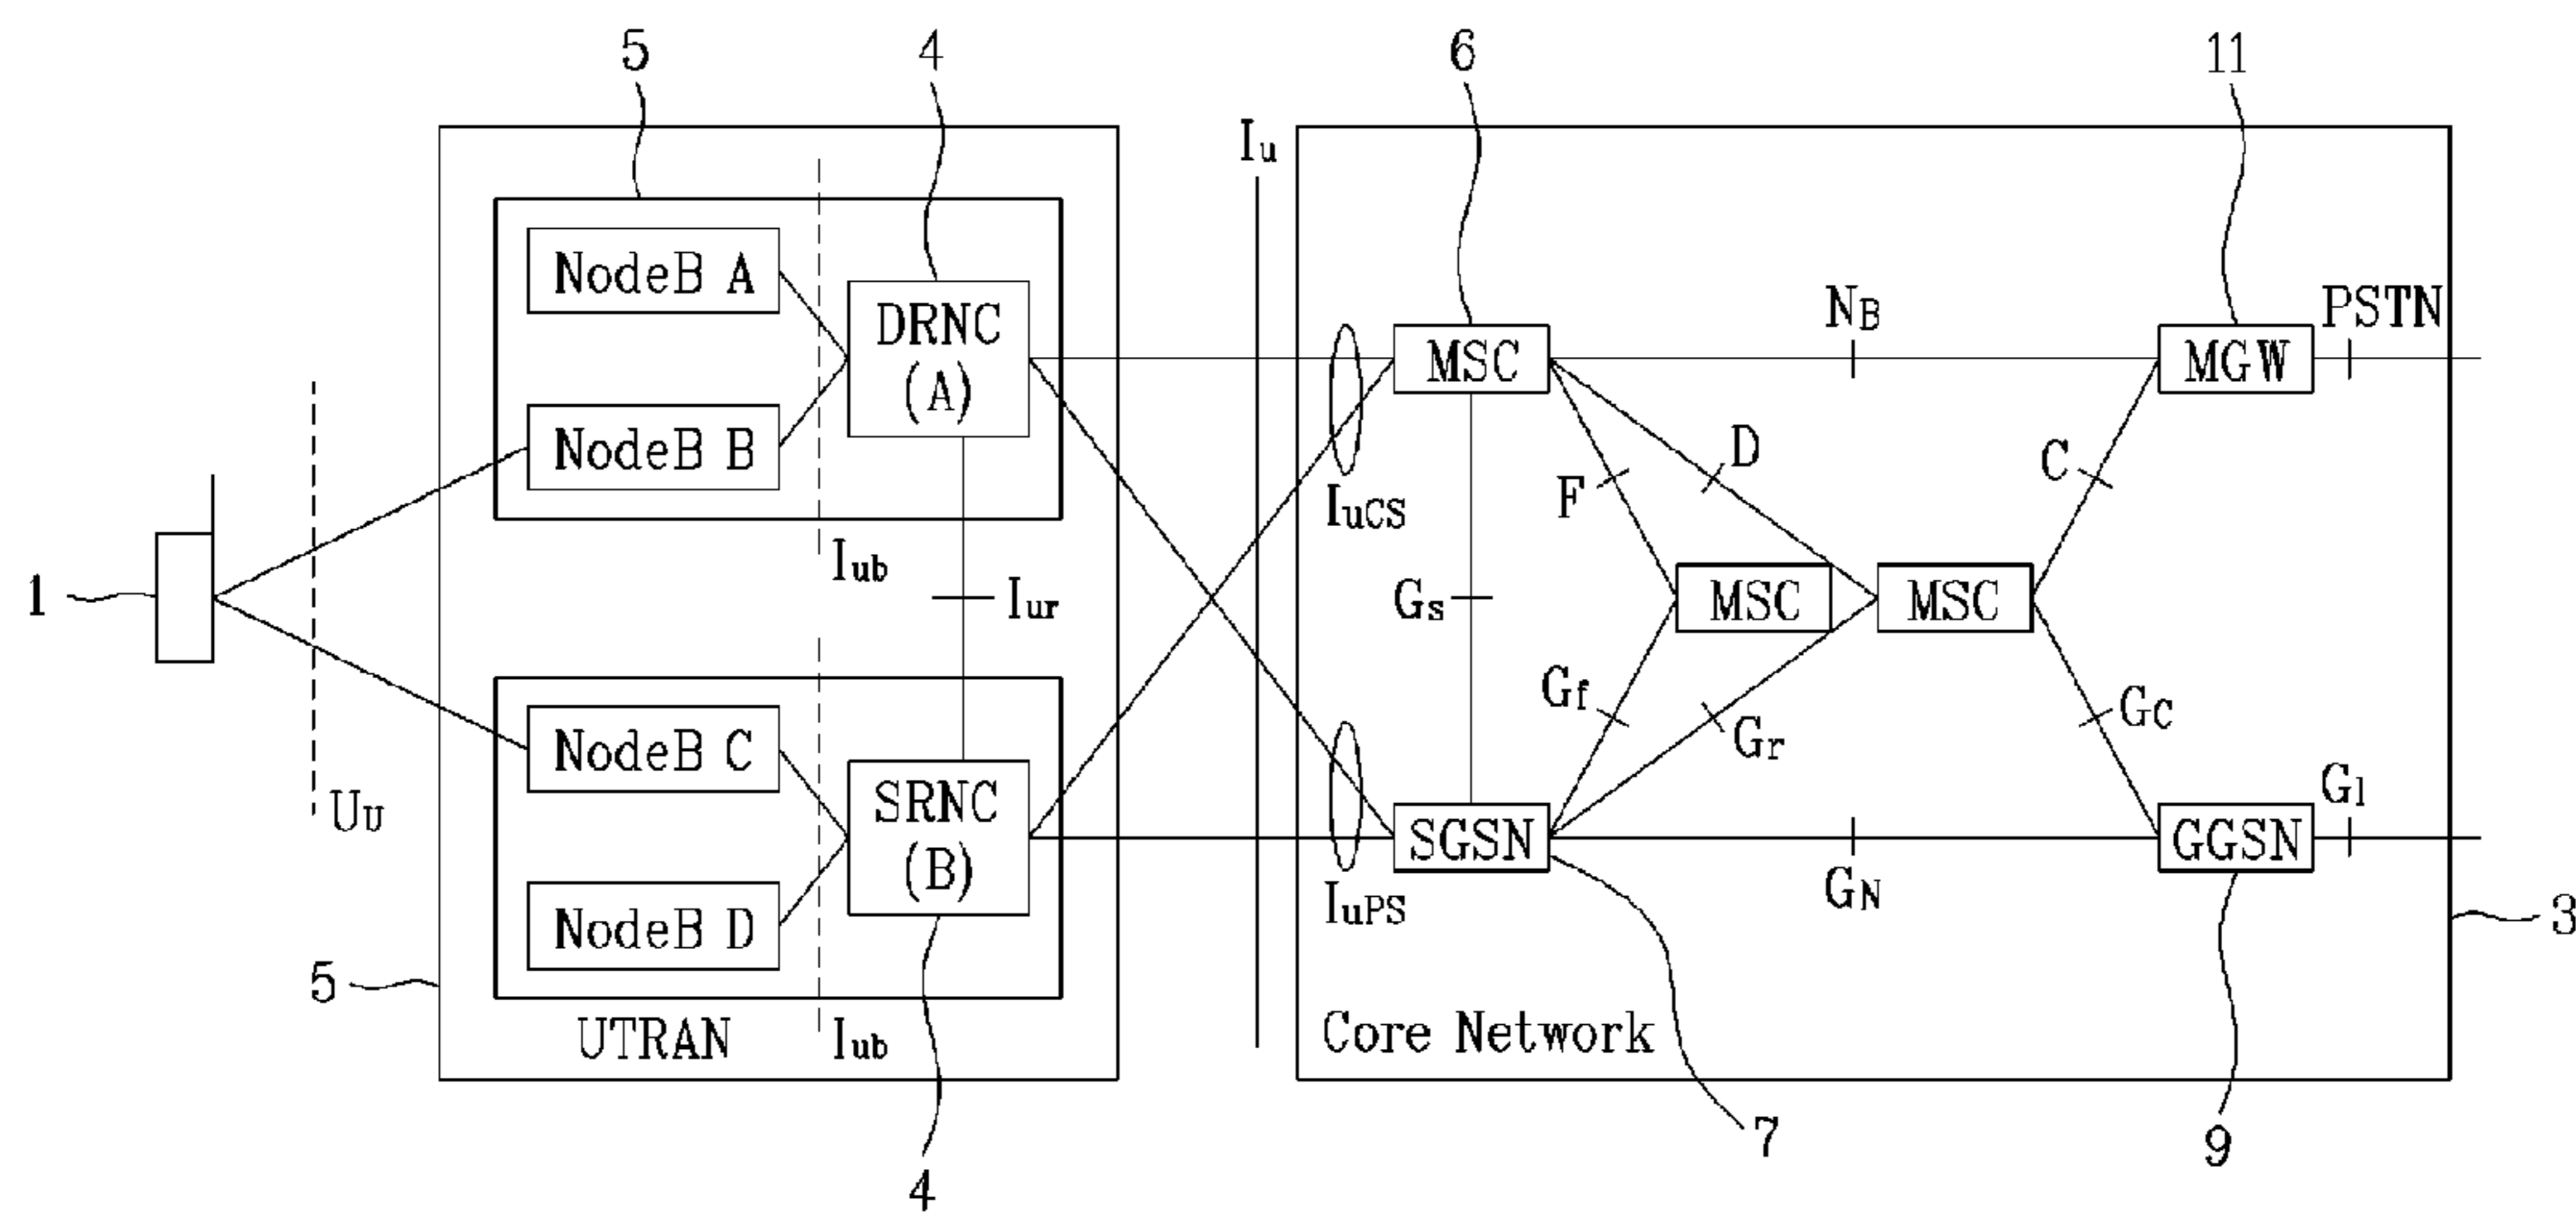 5
4
6
11
Iu
NodeB A
DRNC
(A)
NB
PSTN
MSC
MGW
NodeB B
D
C
F
IuCS
Iub
1
Iur
Gs
MSC
MSC
Gf
GC
Gr
NodeB C
UU
SRNC
(B)
Gl
SGSN
GGSN
GN
IuPS
NodeB D
3
5
UTRAN
Iub
Core Network
7
9
4